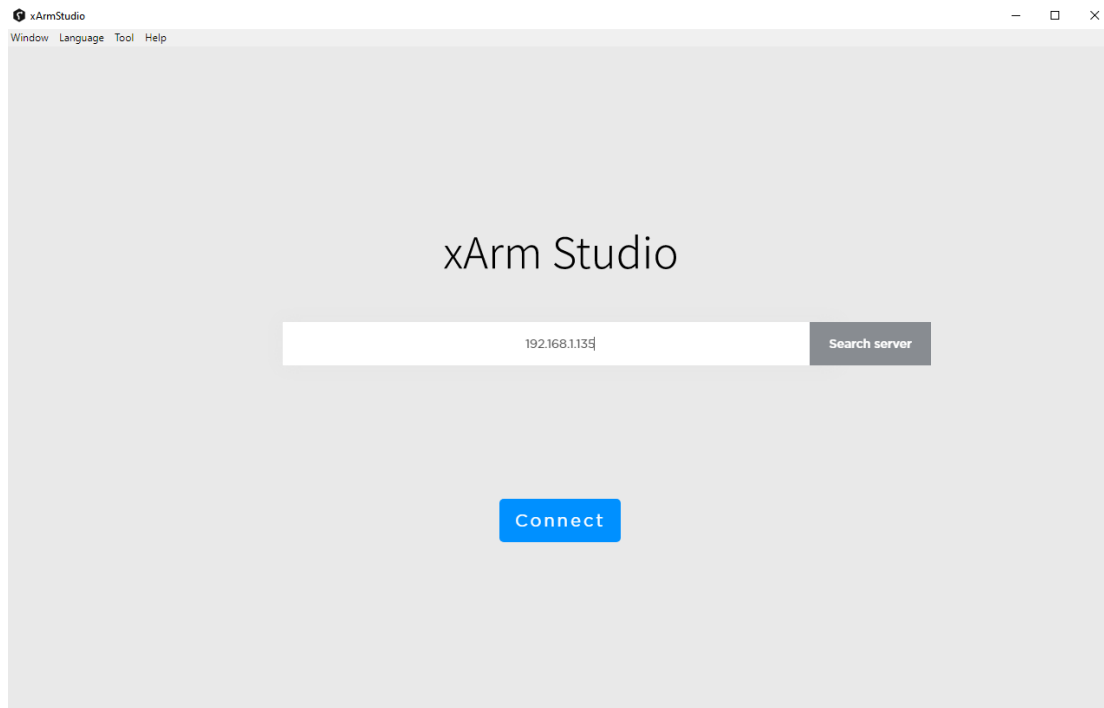 xArmStudio
Window Language Tool Help
xArm Studio
192.168.1.135 Search server
Connect